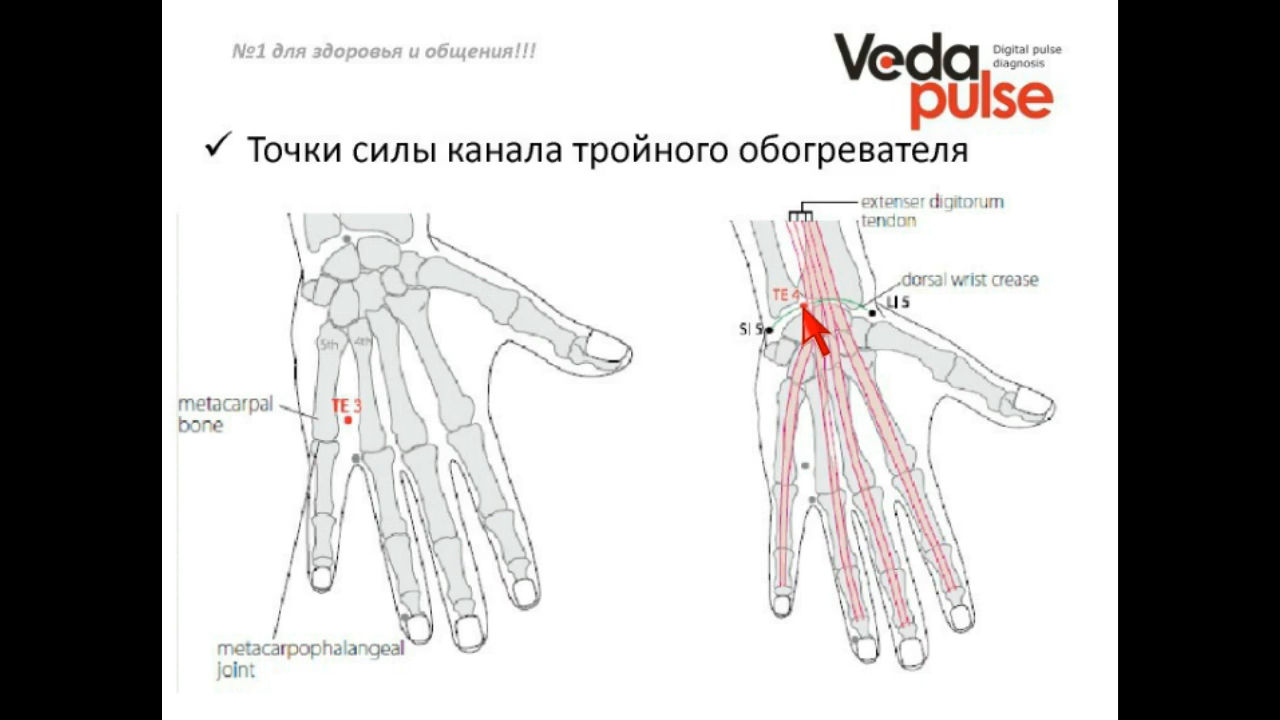 №1 для здоровья и общения!!!
Veda
pulse
Digital pulse
diagnosis
✓ Точки силы канала тройного обогревателя
5th
4th
metacarpal
bone
TE 3
metacarpophalangeal
joint
extenser digitorum
tendon
dorsal wrist crease
TE 4
LI 5
SI 5